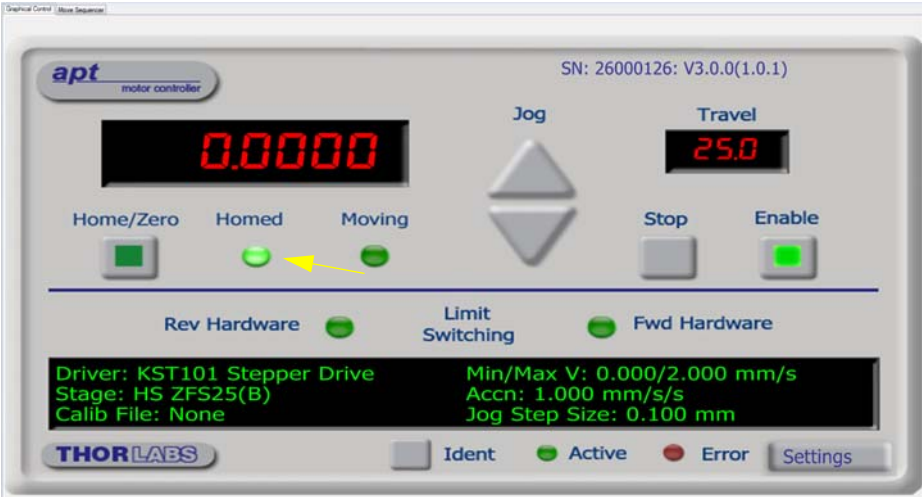 Graphical Control Move Sequencer
apt
motor controller
SN: 26000126: V3.0.0(1.0.1)
0.0000
Jog
Travel
25.0
Home/Zero Homed Moving
Stop Enable
Rev Hardware
Limit
Switching
Fwd Hardware
Driver: KST101 Stepper Drive
Stage: HS ZFS25(B)
Calib File: None
Min/Max V: 0.000/2.000 mm/s
Accn: 1.000 mm/s/s
Jog Step Size: 0.100 mm
THORLABS
Ident Active Error Settings